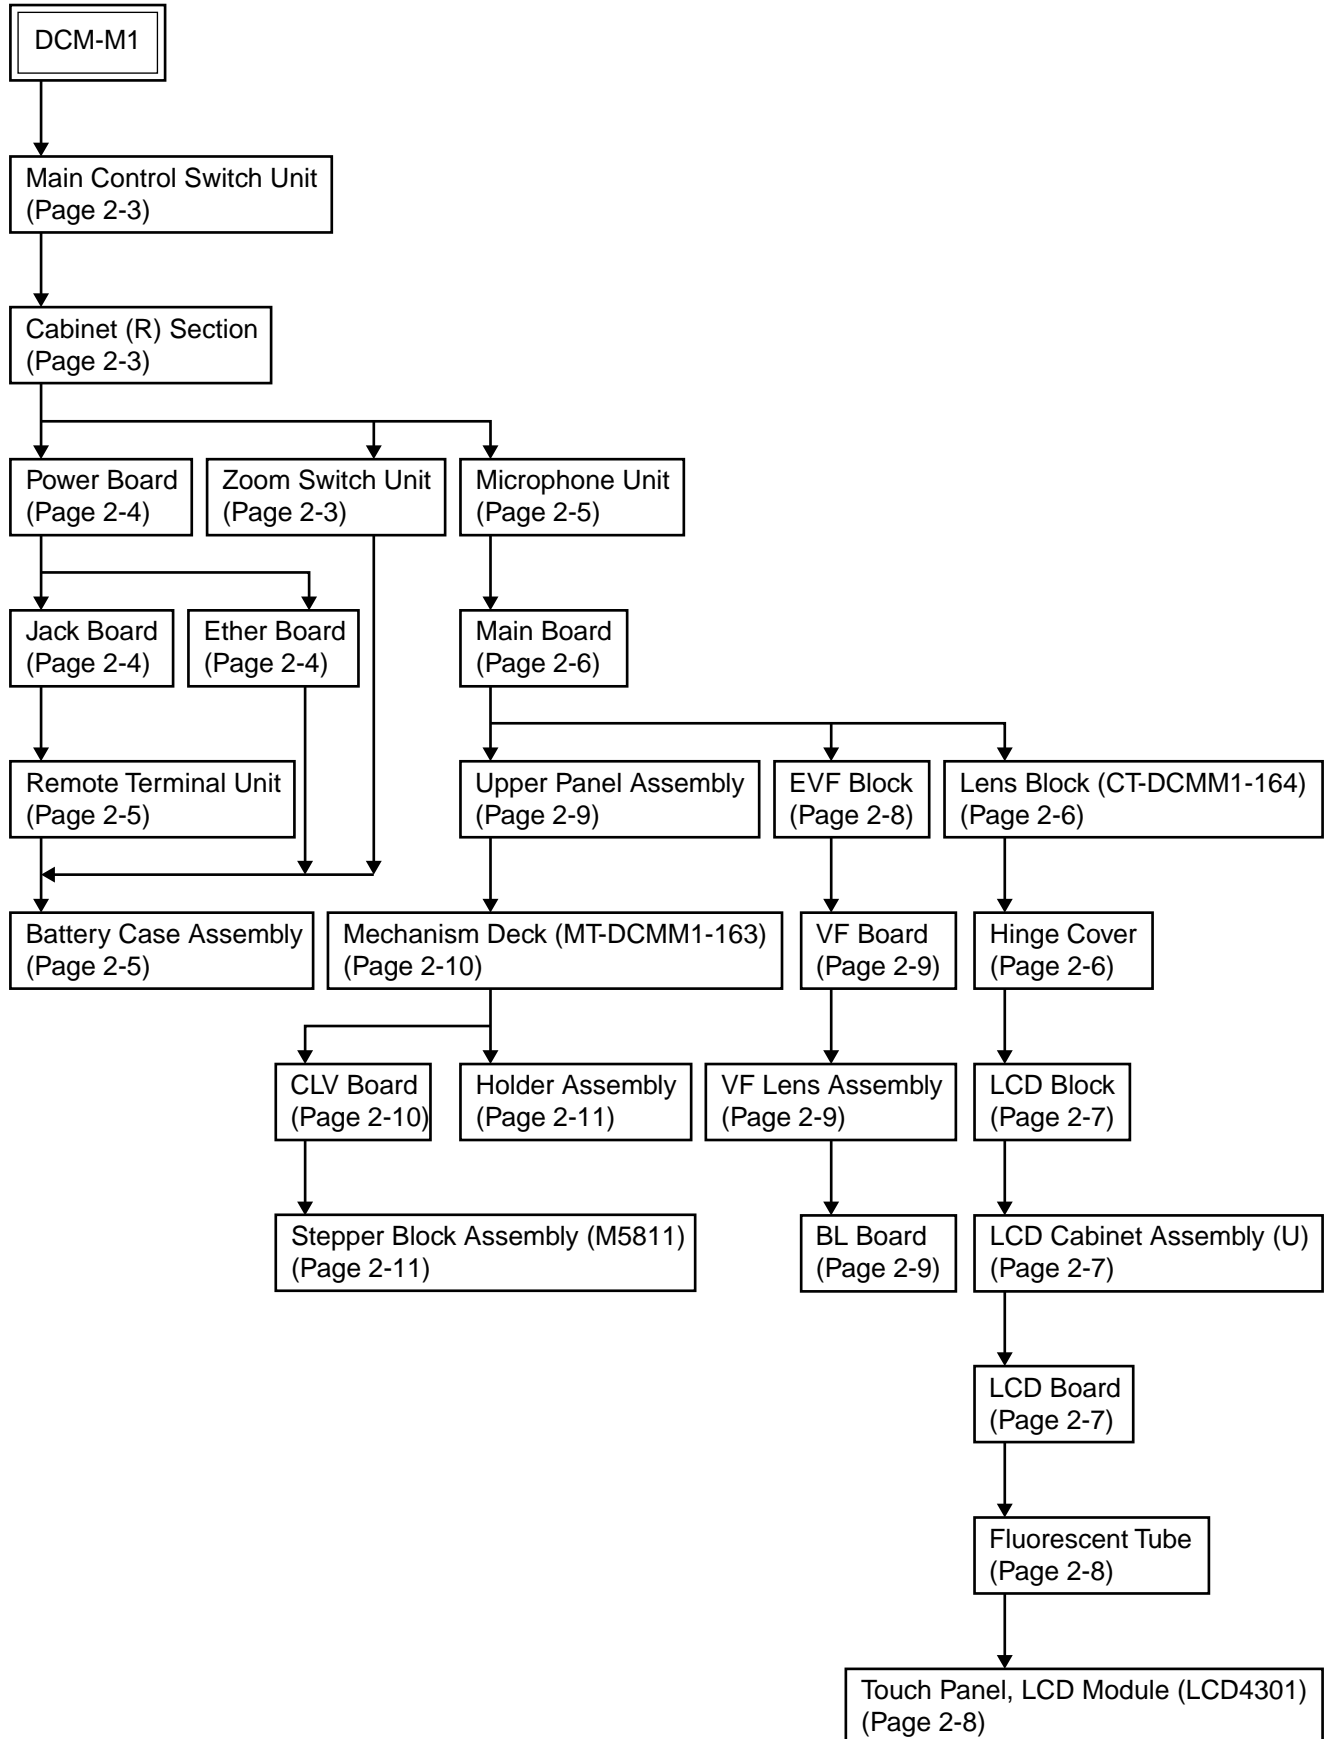 DCM-M1
Main Control Switch Unit
(Page 2-3)
Cabinet (R) Section
(Page 2-3)
Power Board
(Page 2-4)
Zoom Switch Unit
(Page 2-3)
Microphone Unit
(Page 2-5)
Jack Board
(Page 2-4)
Ether Board
(Page 2-4)
Main Board
(Page 2-6)
Remote Terminal Unit
(Page 2-5)
Upper Panel Assembly
(Page 2-9)
EVF Block
(Page 2-8)
Lens Block (CT-DCMM1-164)
(Page 2-6)
Battery Case Assembly
(Page 2-5)
Mechanism Deck (MT-DCMM1-163)
(Page 2-10)
VF Board
(Page 2-9)
Hinge Cover
(Page 2-6)
CLV Board
(Page 2-10)
Holder Assembly
(Page 2-11)
VF Lens Assembly
(Page 2-9)
LCD Block
(Page 2-7)
Stepper Block Assembly (M5811)
(Page 2-11)
BL Board
(Page 2-9)
LCD Cabinet Assembly (U)
(Page 2-7)
LCD Board
(Page 2-7)
Fluorescent Tube
(Page 2-8)
Touch Panel, LCD Module (LCD4301)
(Page 2-8)